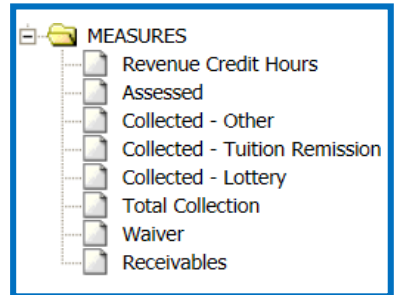 MEASURES
Revenue Credit Hours
Assessed
Collected - Other
Collected - Tuition Remission
Collected - Lottery
Total Collection
Waiver
Receivables